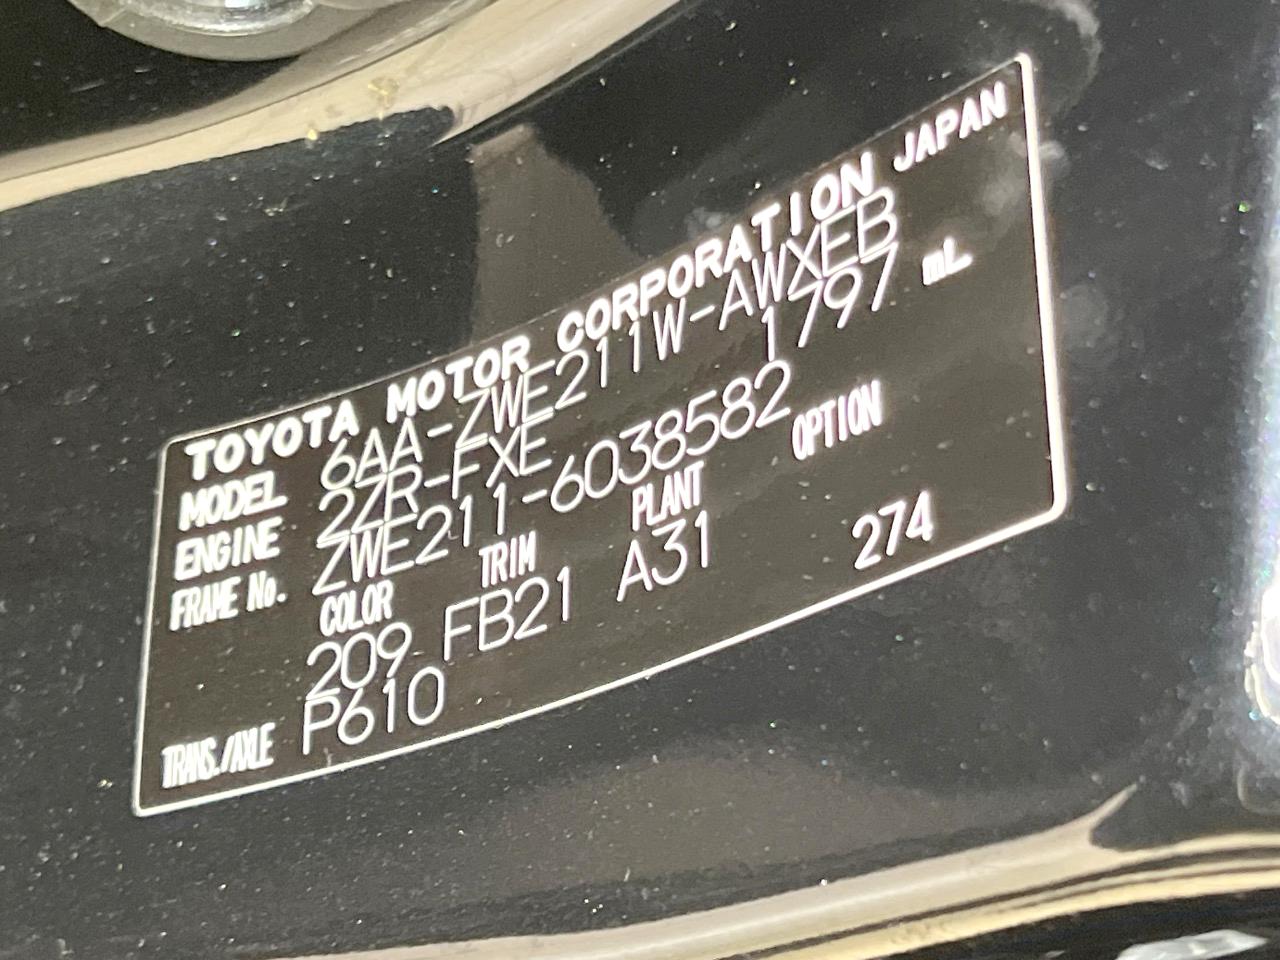 TOYOTA MOTOR CORPORATION JAPAN
MODEL 6AA-ZWE211W-AWXEB
ENGINE 2ZR-FXE 1797 mL
FRAME No. ZWE211-6038582
COLOR TRIM PLANT OPTION
209 FB21 A31 274
TRANS./AXLE P610